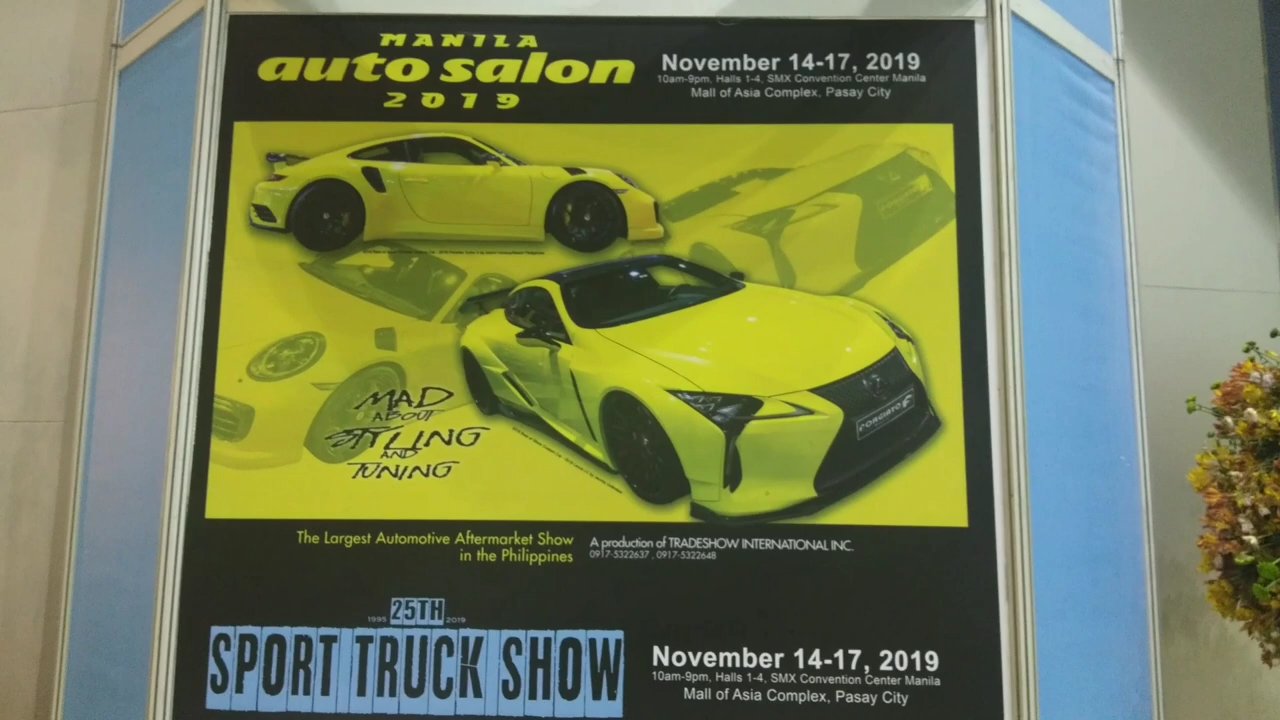 MANILA
auto salon
2019
November 14-17, 2019
10am-9pm, Halls 1-4, SMX Convention Center Manila
Mall of Asia Complex, Pasay City
MAD
ABOUT
STYLING
AND
TUNING
The Largest Automotive Aftermarket Show
in the Philippines
A production of TRADESHOW INTERNATIONAL INC.
0917-5322637 , 0917-5322648
25TH
1995 2019
SPORT TRUCK SHOW
November 14-17, 2019
10am-9pm, Halls 1-4, SMX Convention Center Manila
Mall of Asia Complex, Pasay City